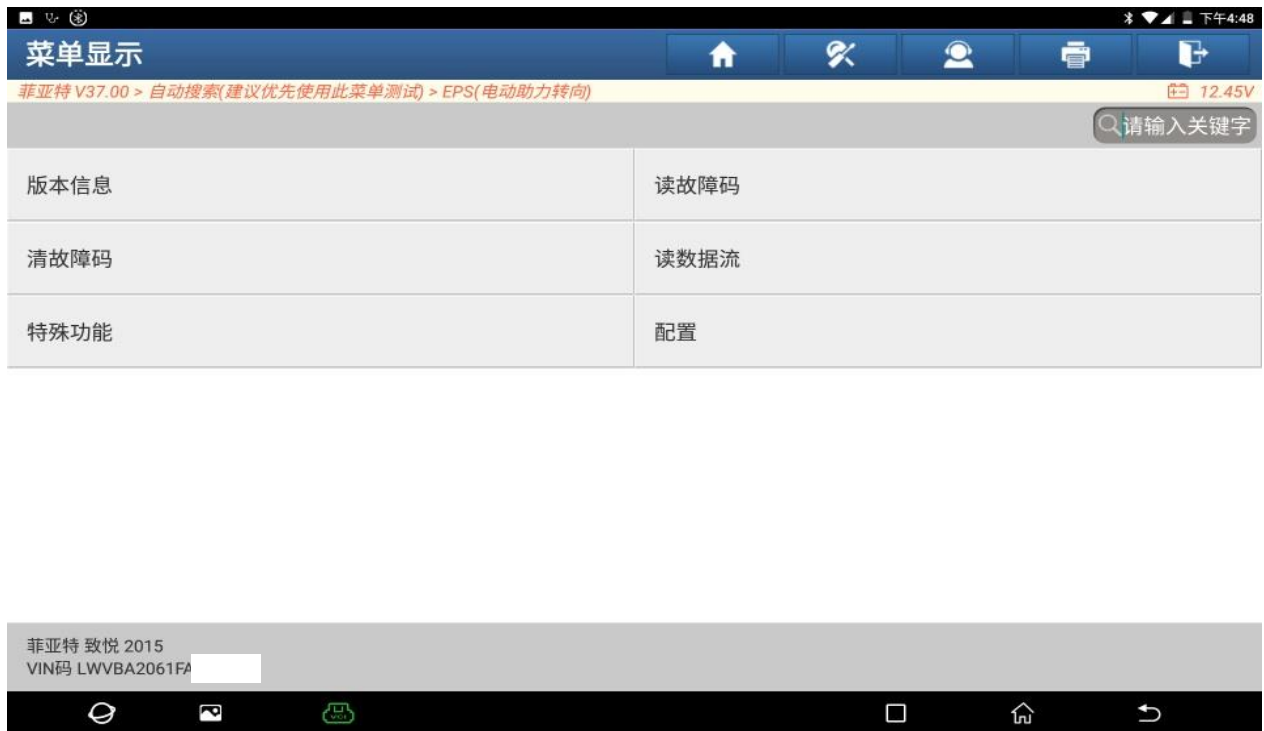 下午4:48
菜单显示
菲亚特 V37.00 > 自动搜索(建议优先使用此菜单测试) > EPS(电动助力转向) 12.45V
请输入关键字
版本信息 读故障码
清故障码 读数据流
特殊功能 配置
菲亚特 致悦 2015
VIN码 LWVBA2061FA
VCI